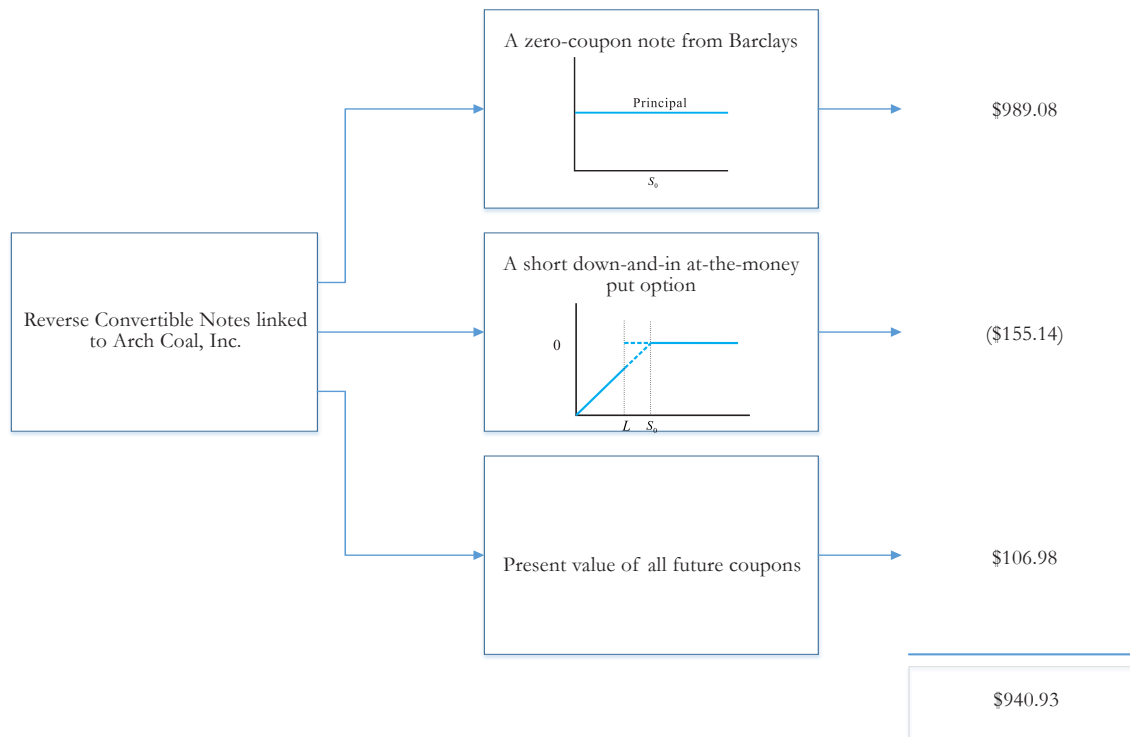 A zero-coupon note from Barclays
Principal
S₀
$989.08
Reverse Convertible Notes linked
to Arch Coal, Inc.
A short down-and-in at-the-money
put option
0
L S₀
($155.14)
Present value of all future coupons
$106.98
$940.93